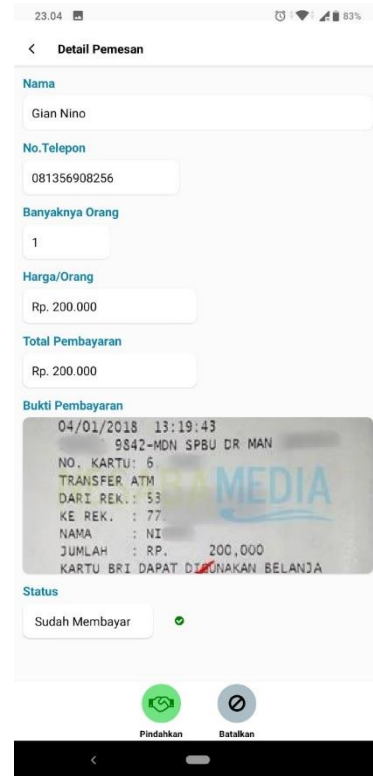 23.04
83%
Detail Pemesan
Nama
Gian Nino
No.Telepon
081356908256
Banyaknya Orang
1
Harga/Orang
Rp. 200.000
Total Pembayaran
Rp. 200.000
Bukti Pembayaran
04/01/2018 13:19:43
9S42-MDN SPBU DR MAN
NO. KARTU: 6.
TRANSFER ATM
DARI REK.: 53
KE REK. : 77.
NAMA : NI
JUMLAH : RP. 200,000
KARTU BRI DAPAT DIGUNAKAN BELANJA
MEDIA
Status
Sudah Membayar
Pindahkan
Batalkan